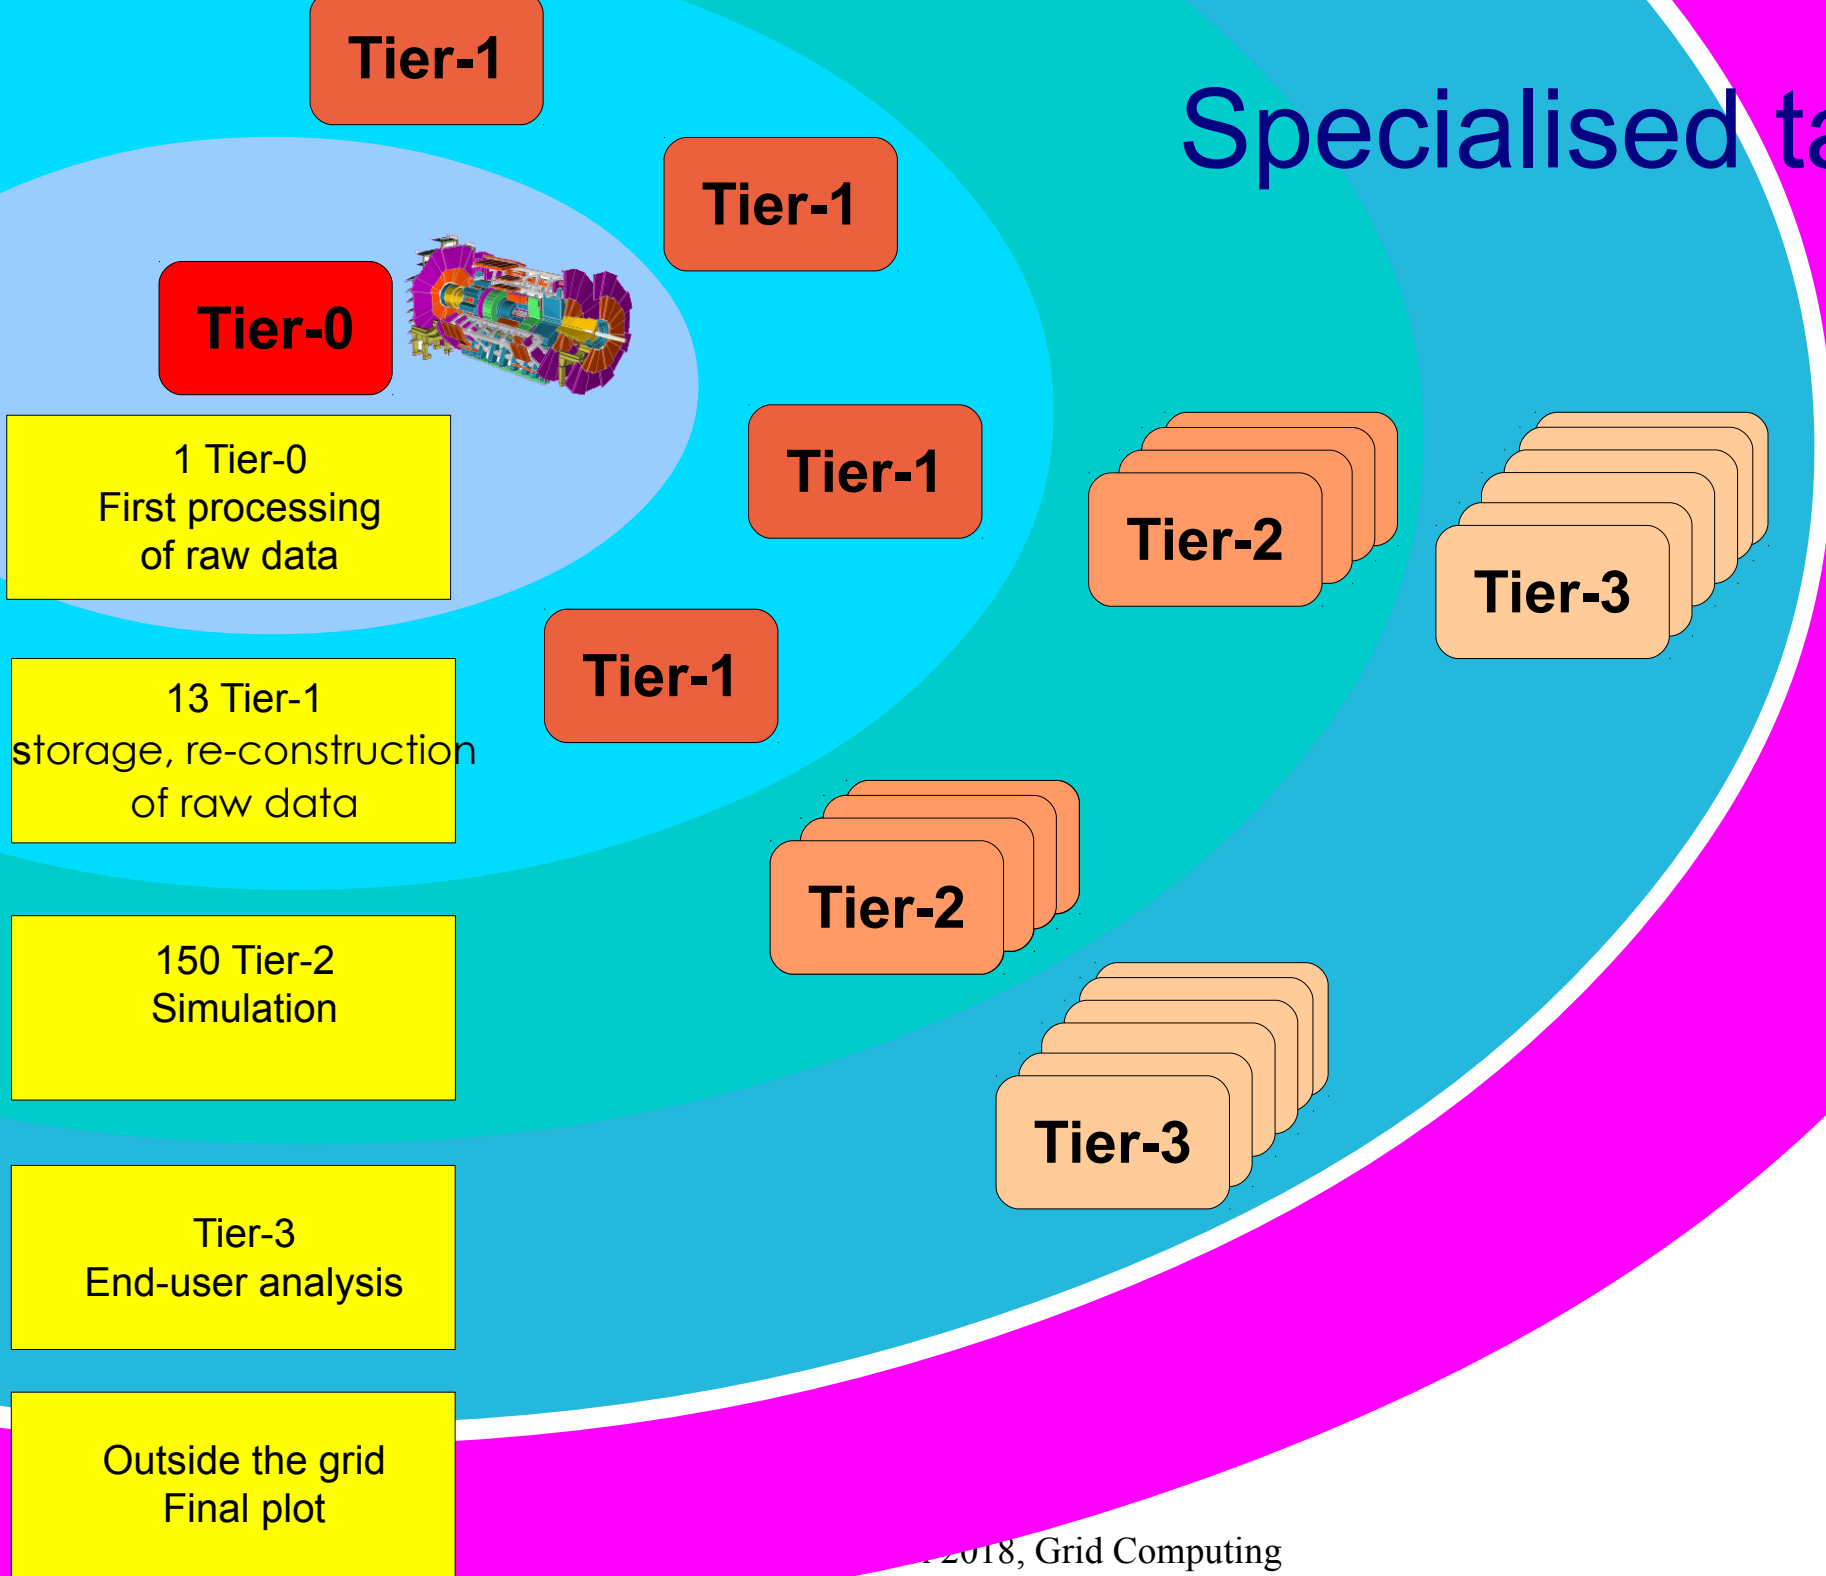 Tier-1
Specialised
Tier-1
Tier-0
1 Tier-0
First processing
of raw data
Tier-1
Tier-2
Tier-3
13 Tier-1
storage, re-construction
of raw data
Tier-1
150 Tier-2
Simulation
Tier-2
Tier-3
Tier-3
End-user analysis
Outside the grid
Final plot
2018, Grid Computing